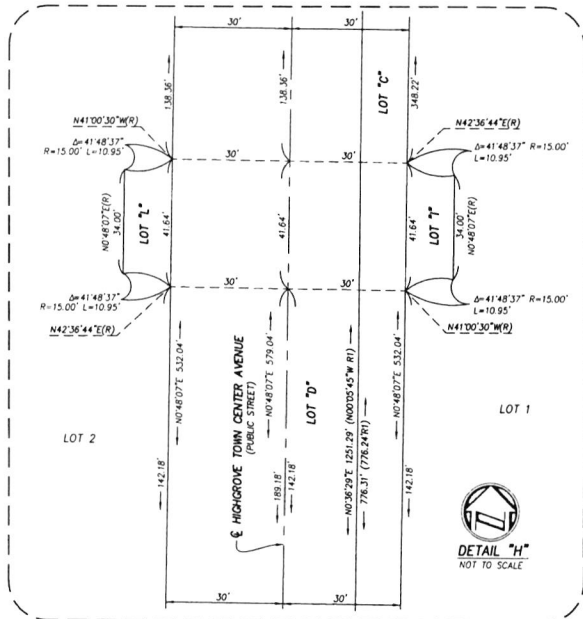 30'
30'
138.36'
138.36'
LOT "C"
348.22'
N41°00'30"W(R)
N42°36'44"E(R)
Δ=41°48'37"
R=15.00' L=10.95'
Δ=41°48'37" R=15.00'
L=10.95'
30'
30'
N0°48'07"E(R)
34.00'
LOT "L"
41.64'
41.64'
41.64'
LOT "I"
34.00'
N0°48'07"E(R)
Δ=41°48'37"
R=15.00' L=10.95'
30'
30'
Δ=41°48'37" R=15.00'
L=10.95'
N42°36'44"E(R)
N41°00'30"W(R)
N0°48'07"E 532.04'
N0°48'07"E 579.04'
LOT "D"
N0°36'29"E 1251.29' (N00°05'45"W R1)
776.31' (776.24'R1)
N0°48'07"E 532.04'
℄ HIGHGROVE TOWN CENTER AVENUE
(PUBLIC STREET)
LOT 2
LOT 1
142.18'
189.18'
142.18'
142.18'
DETAIL "H"
NOT TO SCALE
30'
30'